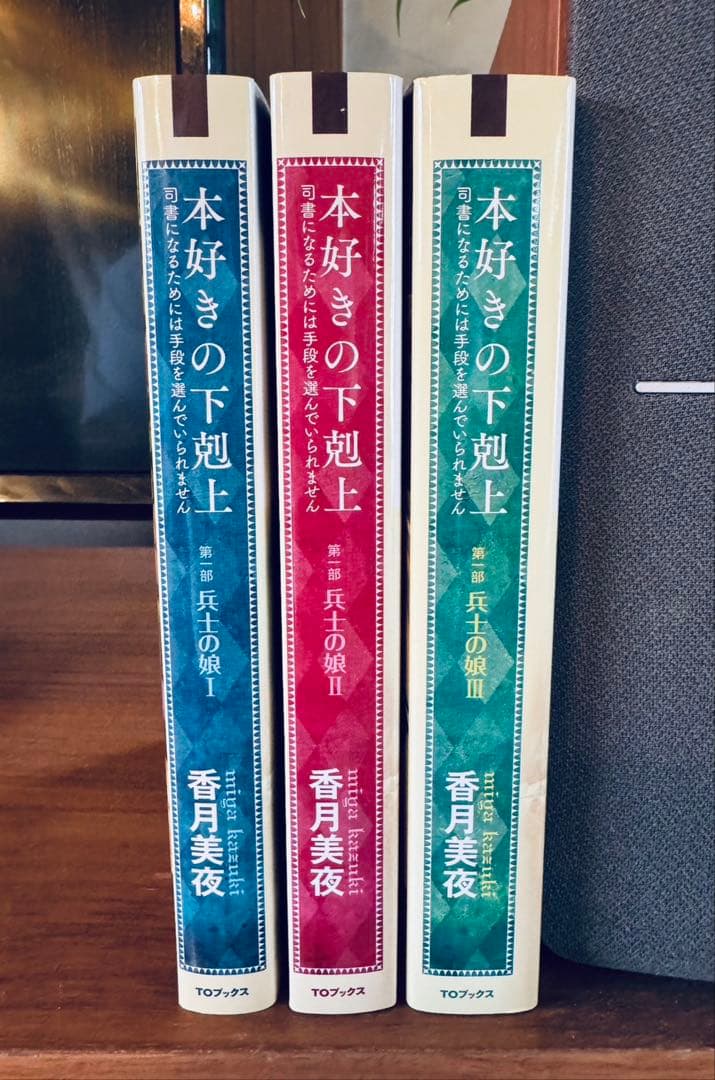 本好きの下剋上
司書になるためには手段を選んでいられません
第一部 兵士の娘Ⅰ
香月美夜
miya kazuki
TOブックス
本好きの下剋上
司書になるためには手段を選んでいられません
第一部 兵士の娘Ⅱ
香月美夜
miya kazuki
TOブックス
本好きの下剋上
司書になるためには手段を選んでいられません
第一部 兵士の娘Ⅲ
香月美夜
miya kazuki
TOブックス